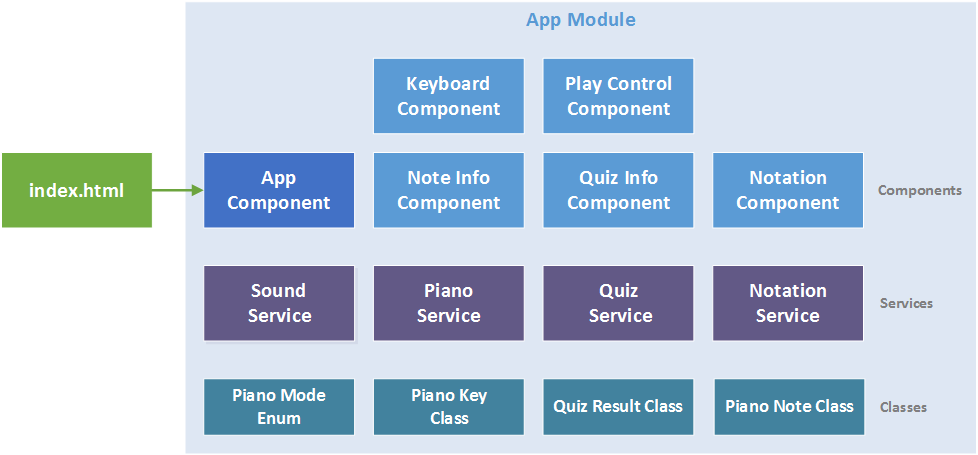 App Module
Keyboard
Component
Play Control
Component
index.html
App
Component
Note Info
Component
Quiz Info
Component
Notation
Component
Components
Sound
Service
Piano
Service
Quiz
Service
Notation
Service
Services
Piano Mode
Enum
Piano Key
Class
Quiz Result Class
Piano Note Class
Classes